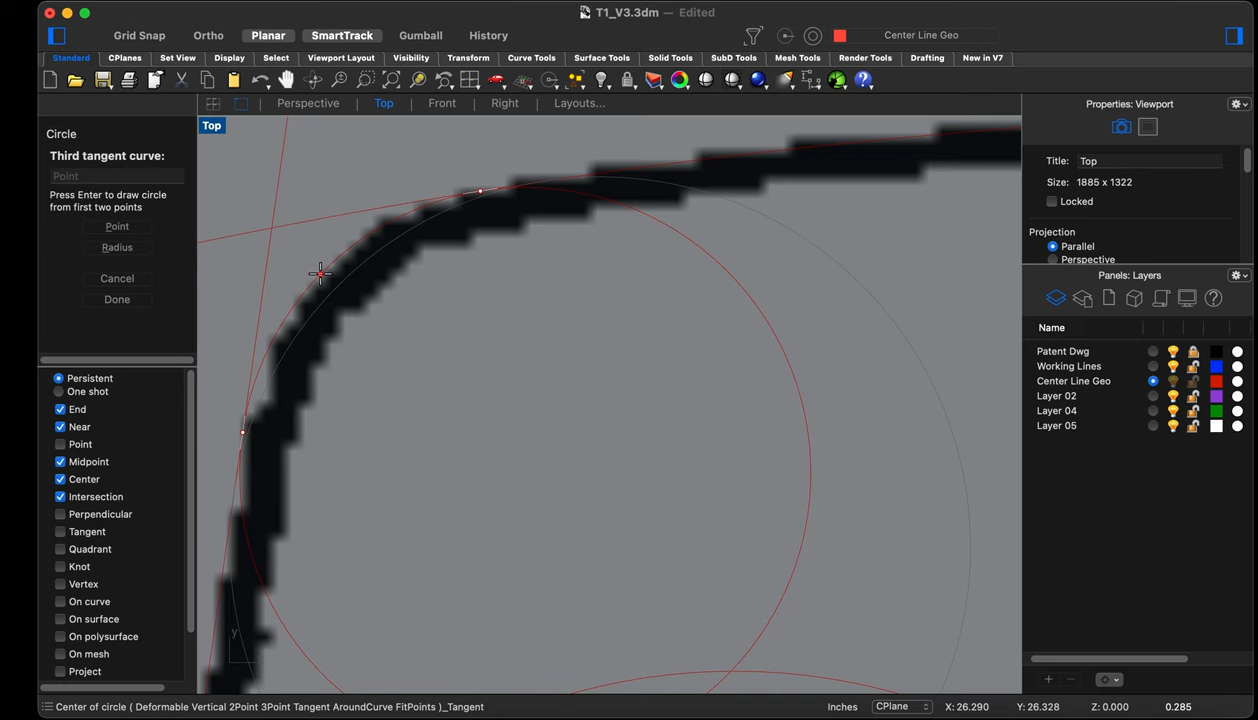 T1_V3.3dm — Edited
Grid Snap Ortho Planar SmartTrack Gumball History Center Line Geo
Standard CPlanes Set View Display Select Viewport Layout Visibility Transform Curve Tools Surface Tools Solid Tools SubD Tools Mesh Tools Render Tools Drafting New in V7
Perspective Top Front Right Layouts...
Top
Circle
Third tangent curve:
Point
Press Enter to draw circle
from first two points
Point
Radius
Cancel
Done
Persistent
One shot
End
Near
Point
Midpoint
Center
Intersection
Perpendicular
Tangent
Quadrant
Knot
Vertex
On curve
On surface
On polysurface
On mesh
Project
y
Properties: Viewport
Title: Top
Size: 1885 x 1322
Locked
Projection
Parallel
Perspective
Panels: Layers
Name
Patent Dwg
Working Lines
Center Line Geo
Layer 02
Layer 04
Layer 05
Center of circle ( Deformable Vertical 2Point 3Point Tangent AroundCurve FitPoints )_Tangent Inches CPlane X: 26.290 Y: 26.328 Z: 0.000 0.285